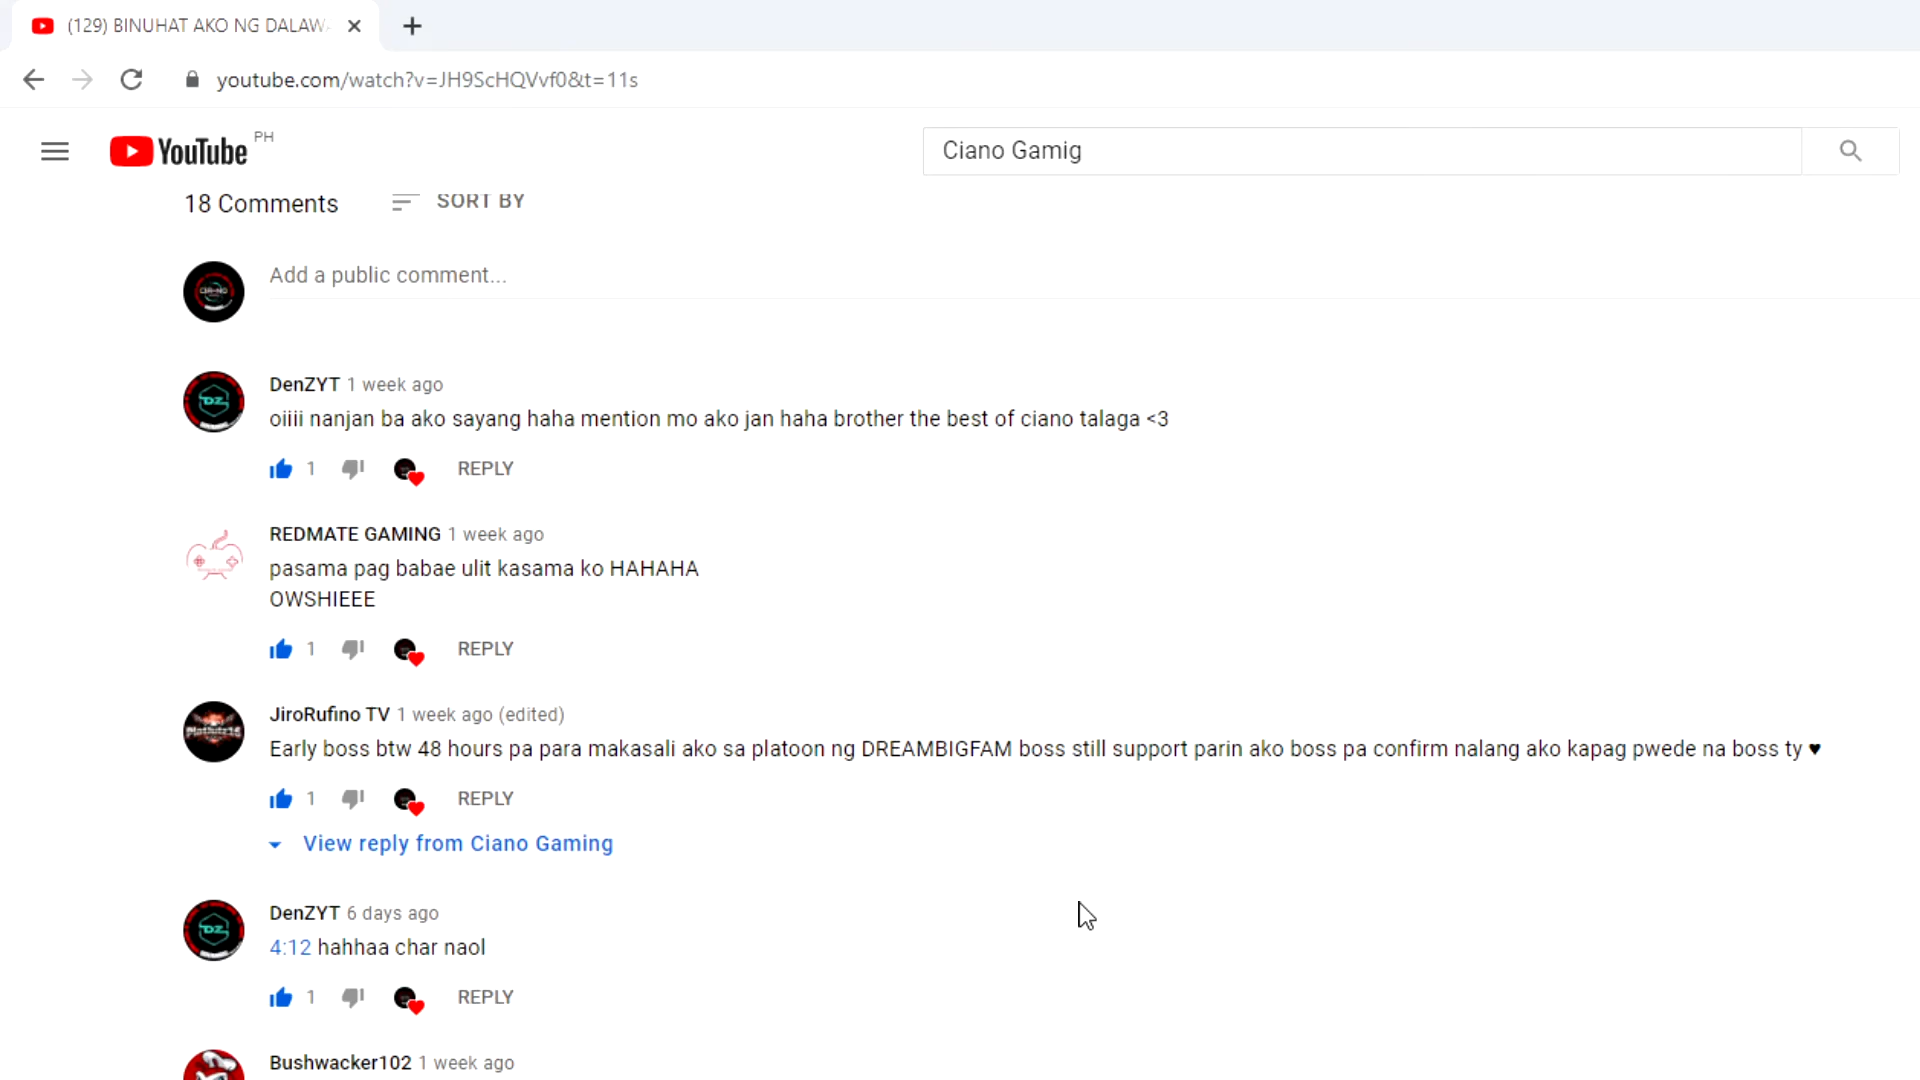 (129) BINUHAT AKO NG DALAW
youtube.com/watch?v=JH9ScHQVvf0&t=11s
YouTube PH
Ciano Gamig
18 Comments SORT BY
Add a public comment...
DenZYT 1 week ago
oiiii nanjan ba ako sayang haha mention mo ako jan haha brother the best of ciano talaga <3
1 REPLY
REDMATE GAMING 1 week ago
pasama pag babae ulit kasama ko HAHAHA
OWSHIEEE
1 REPLY
JiroRufino TV 1 week ago (edited)
Early boss btw 48 hours pa para makasali ako sa platoon ng DREAMBIGFAM boss still support parin ako boss pa confirm nalang ako kapag pwede na boss ty ♥
1 REPLY
View reply from Ciano Gaming
DenZYT 6 days ago
4:12 hahhaa char naol
1 REPLY
Bushwacker102 1 week ago